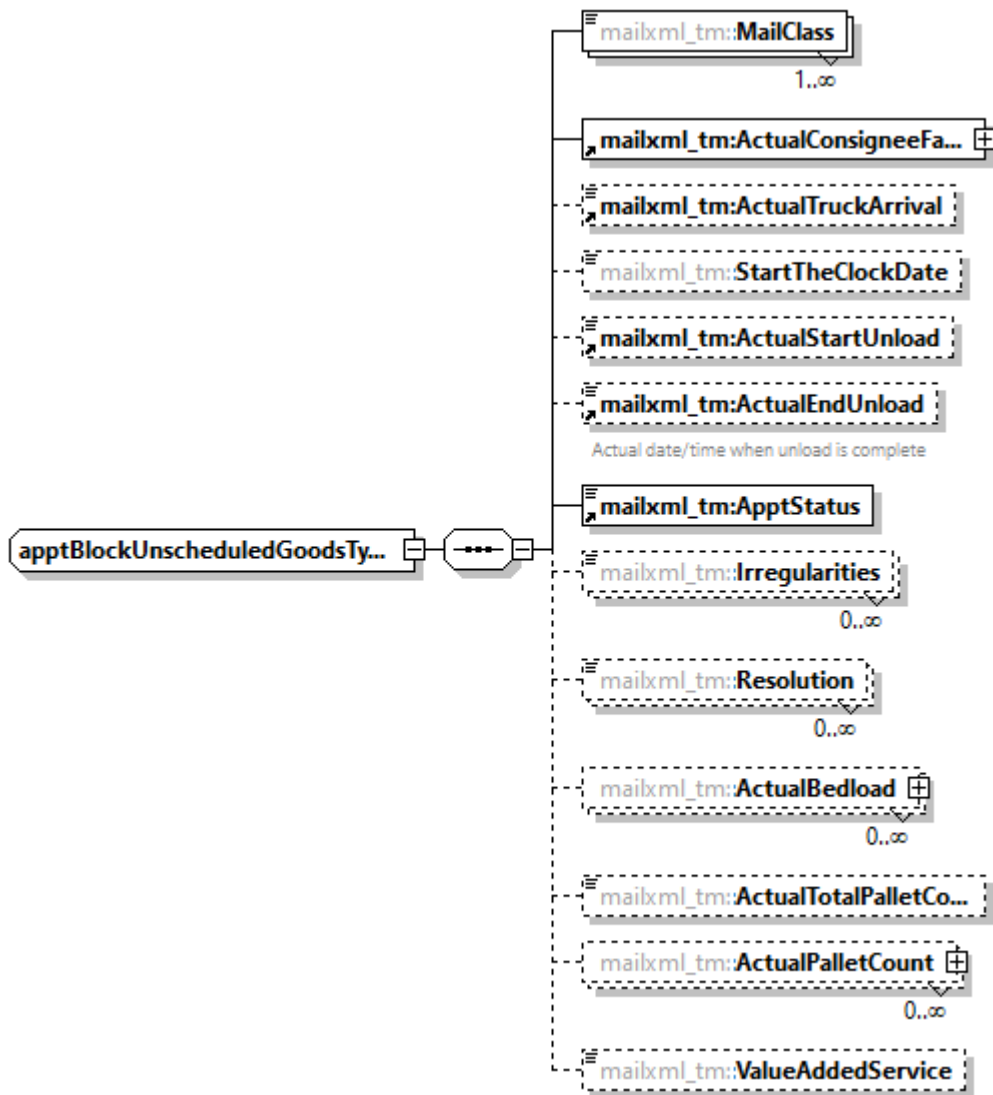 mailxml_tm::MailClass
1..∞
mailxml_tm:ActualConsigneeFa...
mailxml_tm:ActualTruckArrival
mailxml_tm::StartTheClockDate
mailxml_tm:ActualStartUnload
mailxml_tm:ActualEndUnload
Actual date/time when unload is complete
mailxml_tm:ApptStatus
apptBlockUnscheduledGoodsTy...
mailxml_tm::Irregularities
0..∞
mailxml_tm::Resolution
0..∞
mailxml_tm::ActualBedload
0..∞
mailxml_tm::ActualTotalPalletCo...
mailxml_tm::ActualPalletCount
0..∞
mailxml_tm::ValueAddedService